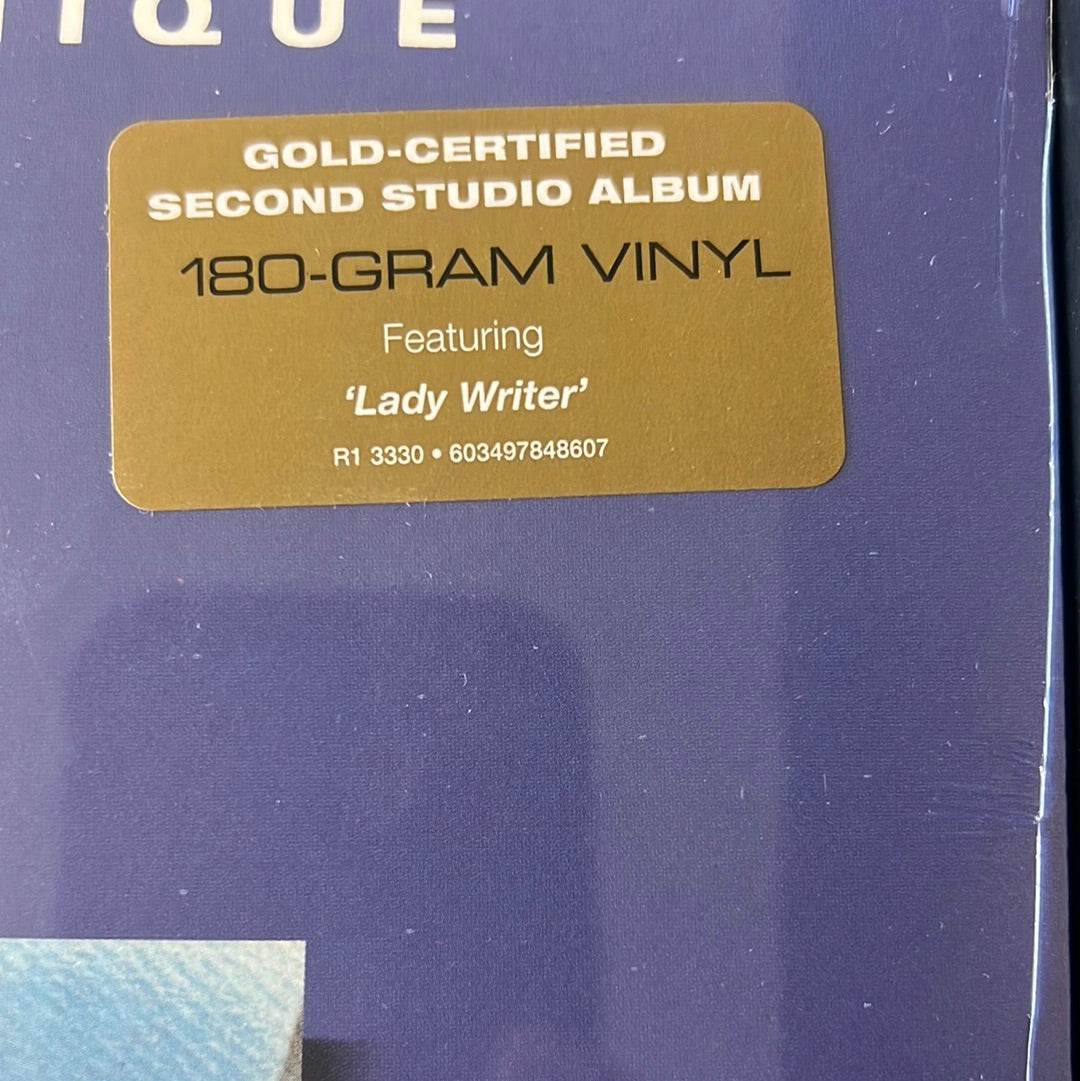 IQUE
GOLD-CERTIFIED
SECOND STUDIO ALBUM
180-GRAM VINYL
Featuring
‘Lady Writer’
R1 3330 • 603497848607